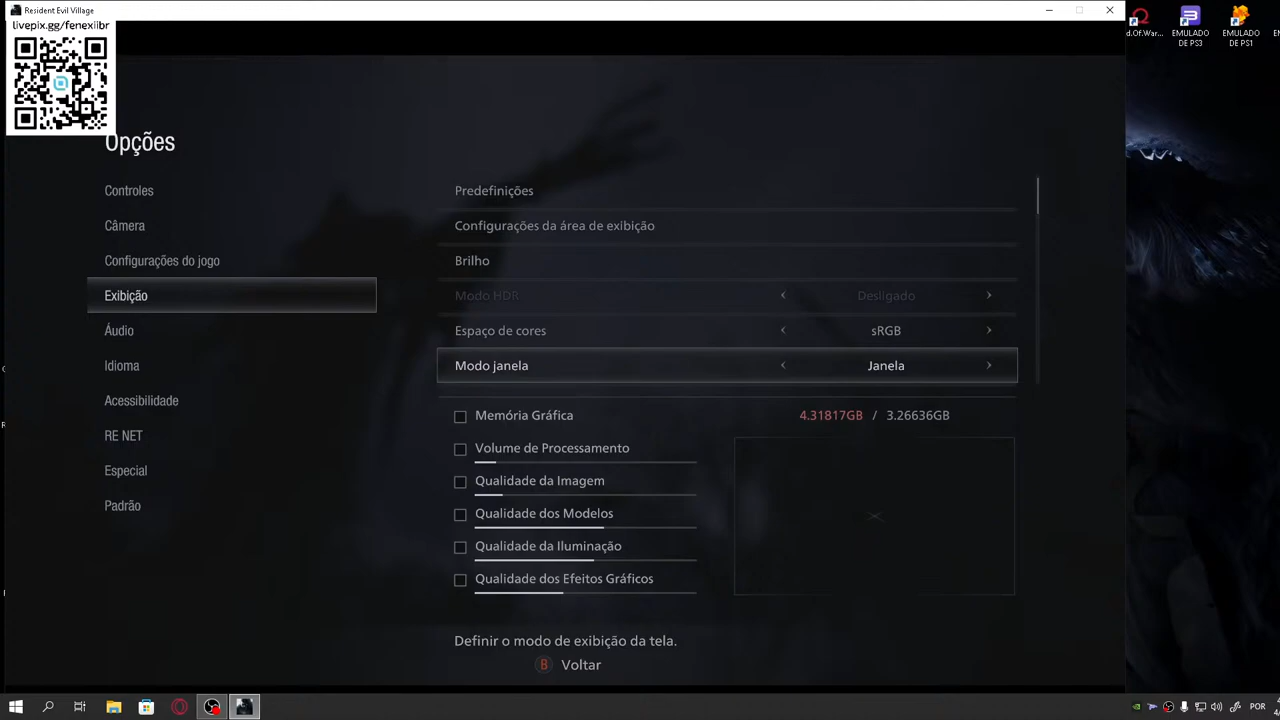 Resident Evil Village
livepix.gg/fenexiibr
Opções
Controles
Câmera
Configurações do jogo
Exibição
Áudio
Idioma
Acessibilidade
RE NET
Especial
Padrão
Predefinições
Configurações da área de exibição
Brilho
Modo HDR < Desligado >
Espaço de cores < sRGB >
Modo janela < Janela >
Memória Gráfica 4.31817GB / 3.26636GB
Volume de Processamento
Qualidade da Imagem
Qualidade dos Modelos
Qualidade da Iluminação
Qualidade dos Efeitos Gráficos
Definir o modo de exibição da tela.
B Voltar
d.Of.War...
EMULADO
DE PS3
EMULADO
DE PS1
POR